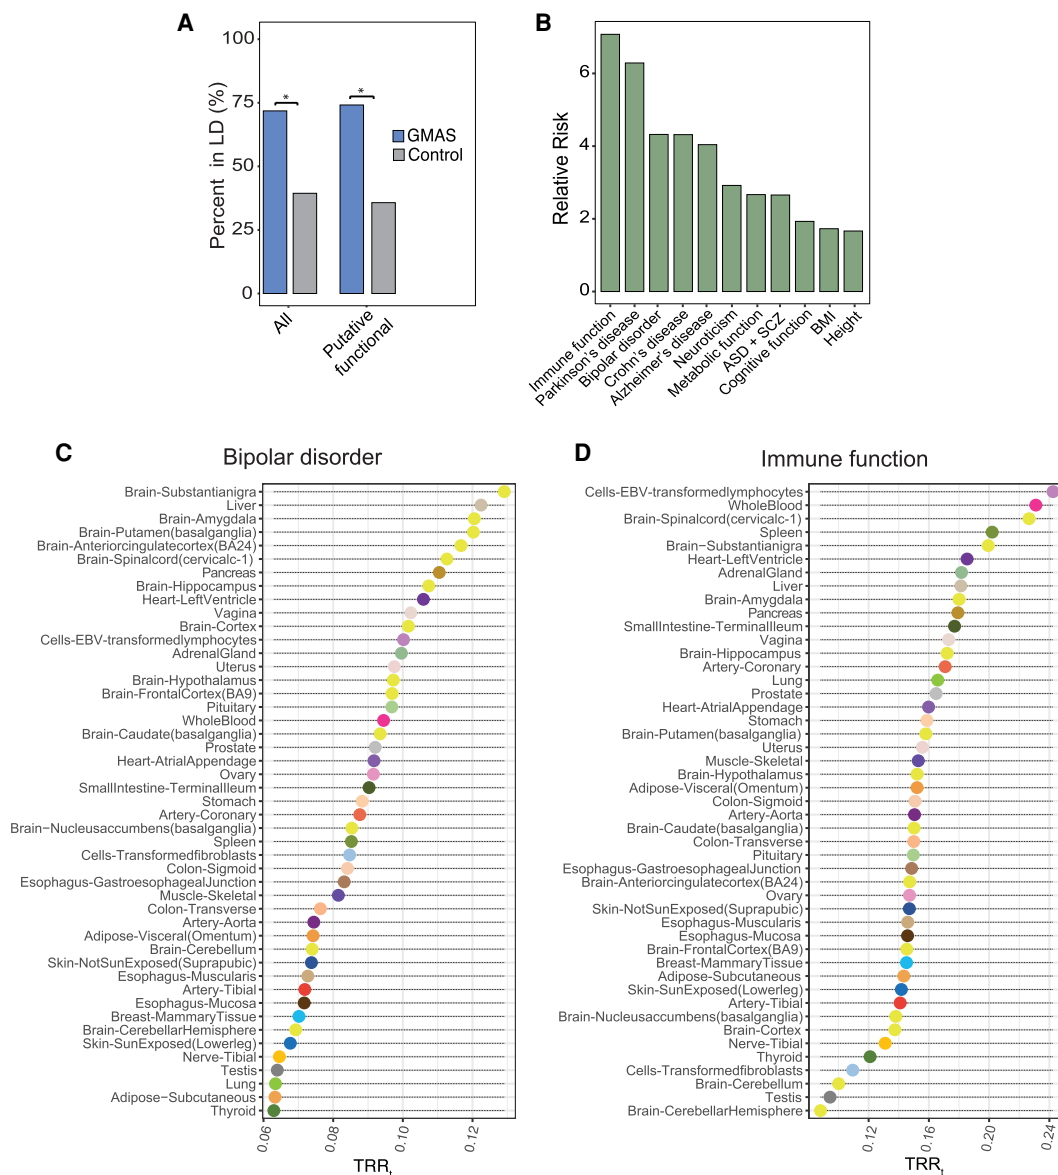 A
Percent in LD (%)
100
75
50
25
0
*
*
GMAS
Control
All
Putative
functional
B
Relative Risk
6
4
2
0
Immune function
Parkinson's disease
Bipolar disorder
Crohn's disease
Alzheimer's disease
Neuroticism
Metabolic function
ASD + SCZ
Cognitive function
BMI
Height
C
Bipolar disorder
Brain-Substantianigra
Liver
Brain-Amygdala
Brain-Putamen(basalganglia)
Brain-Anteriorcingulatecortex(BA24)
Brain-Spinalcord(cervicalc-1)
Pancreas
Brain-Hippocampus
Heart-LeftVentricle
Vagina
Brain-Cortex
Cells-EBV-transformedlymphocytes
AdrenalGland
Uterus
Brain-Hypothalamus
Brain-FrontalCortex(BA9)
Pituitary
WholeBlood
Brain-Caudate(basalganglia)
Prostate
Heart-AtrialAppendage
Ovary
SmallIntestine-TerminalIleum
Stomach
Artery-Coronary
Brain−Nucleusaccumbens(basalganglia)
Spleen
Cells-Transformedfibroblasts
Colon-Sigmoid
Esophagus-GastroesophagealJunction
Muscle-Skeletal
Colon-Transverse
Artery-Aorta
Adipose-Visceral(Omentum)
Brain-Cerebellum
Skin-NotSunExposed(Suprapubic)
Esophagus-Muscularis
Artery-Tibial
Esophagus-Mucosa
Breast-MammaryTissue
Brain-CerebellarHemisphere
Skin-SunExposed(Lowerleg)
Nerve-Tibial
Testis
Lung
Adipose−Subcutaneous
Thyroid
0.06
0.08
0.10
0.12
TRRt
D
Immune function
Cells-EBV-transformedlymphocytes
WholeBlood
Brain-Spinalcord(cervicalc-1)
Spleen
Brain−Substantianigra
Heart-LeftVentricle
AdrenalGland
Liver
Brain-Amygdala
Pancreas
SmallIntestine-TerminalIleum
Vagina
Brain-Hippocampus
Artery-Coronary
Lung
Prostate
Heart-AtrialAppendage
Stomach
Brain-Putamen(basalganglia)
Uterus
Muscle-Skeletal
Brain-Hypothalamus
Adipose-Visceral(Omentum)
Colon-Sigmoid
Artery-Aorta
Brain-Caudate(basalganglia)
Colon-Transverse
Pituitary
Esophagus-GastroesophagealJunction
Brain-Anteriorcingulatecortex(BA24)
Ovary
Skin-NotSunExposed(Suprapubic)
Esophagus-Muscularis
Esophagus-Mucosa
Brain-FrontalCortex(BA9)
Breast-MammaryTissue
Adipose-Subcutaneous
Skin-SunExposed(Lowerleg)
Artery-Tibial
Brain-Nucleusaccumbens(basalganglia)
Brain-Cortex
Nerve-Tibial
Thyroid
Cells-Transformedfibroblasts
Brain-Cerebellum
Testis
Brain-CerebellarHemisphere
0.12
0.16
0.20
0.24
TRRt